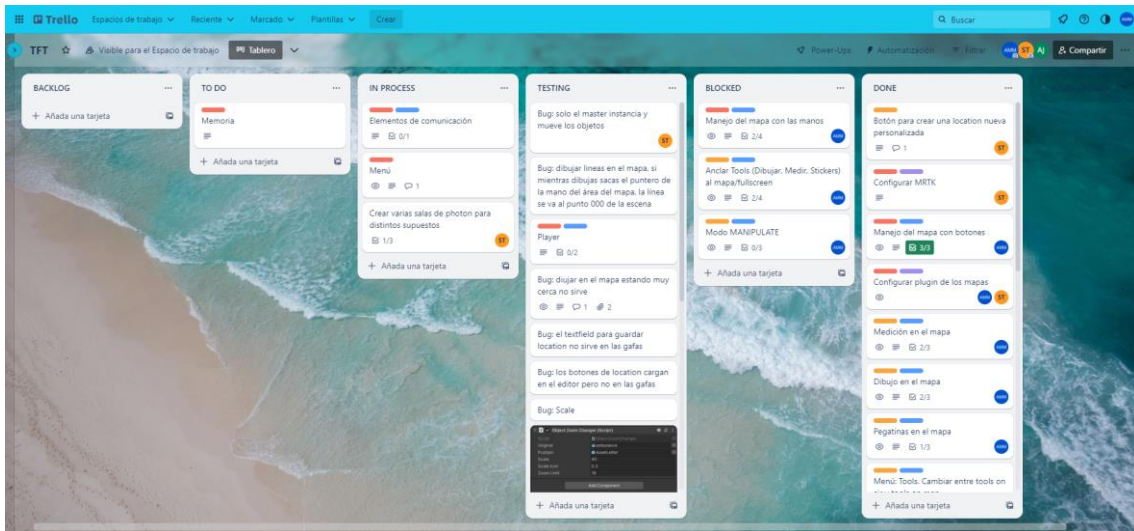 Trello
Espacios de trabajo
Reciente
Marcado
Plantillas
Crear
Buscar
TFT
Visible para el Espacio de trabajo
Tablero
Power-Ups
Automatización
Filtrar
ST
AJ
Compartir
BACKLOG
+ Añada una tarjeta
TO DO
Memoria
+ Añada una tarjeta
IN PROCESS
Elementos de comunicación
0/1
Menú
1
Crear varias salas de photon para
distintos supuestos
1/3
ST
+ Añada una tarjeta
TESTING
Bug: solo el master instancia y
mueve los objetos
ST
Bug: dibujar lineas en el mapa, si
mientras dibujas sacas el puntero de
la mano del área del mapa, la línea
se va al punto 000 de la escena
Player
0/2
Bug: diujar en el mapa estando muy
cerca no sirve
1
2
Bug: el textfield para guardar
location no sirve en las gafas
Bug: los botones de location cargan
en el editor pero no en las gafas
Bug: Scale
+ Añada una tarjeta
BLOCKED
Manejo del mapa con las manos
2/4
Anclar Tools (Dibujar, Medir, Stickers)
al mapa/fullscreen
2/4
Modo MANIPULATE
0/3
+ Añada una tarjeta
DONE
Botón para crear una location nueva
personalizada
1
ST
Configurar MRTK
ST
Manejo del mapa con botones
3/3
Configurar plugin de los mapas
ST
Medición en el mapa
2/3
Dibujo en el mapa
2/3
Pegatinas en el mapa
1/3
Menú: Tools. Cambiar entre tools on
+ Añada una tarjeta